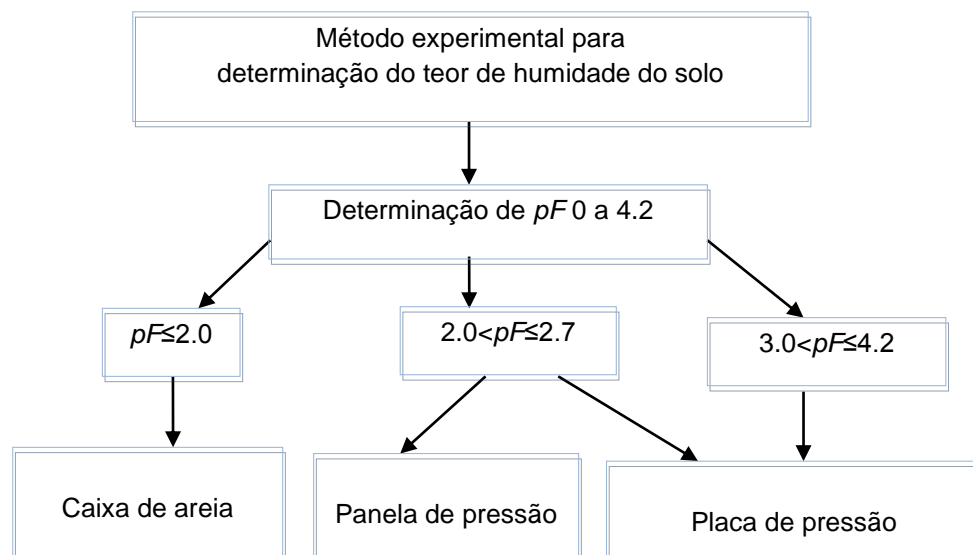 Método experimental para
determinação do teor de humidade do solo
Determinação de pF 0 a 4.2
pF≤2.0
2.0<pF≤2.7
3.0<pF≤4.2
Caixa de areia
Panela de pressão
Placa de pressão